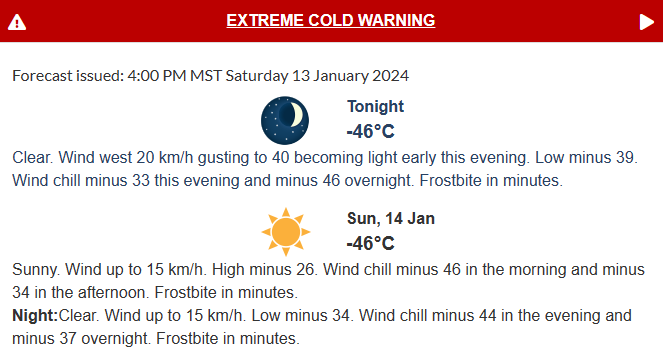 EXTREME COLD WARNING
Forecast issued: 4:00 PM MST Saturday 13 January 2024
Tonight
-46°C
Clear. Wind west 20 km/h gusting to 40 becoming light early this evening. Low minus 39.
Wind chill minus 33 this evening and minus 46 overnight. Frostbite in minutes.
Sun, 14 Jan
-46°C
Sunny. Wind up to 15 km/h. High minus 26. Wind chill minus 46 in the morning and minus
34 in the afternoon. Frostbite in minutes.
Night:Clear. Wind up to 15 km/h. Low minus 34. Wind chill minus 44 in the evening and
minus 37 overnight. Frostbite in minutes.